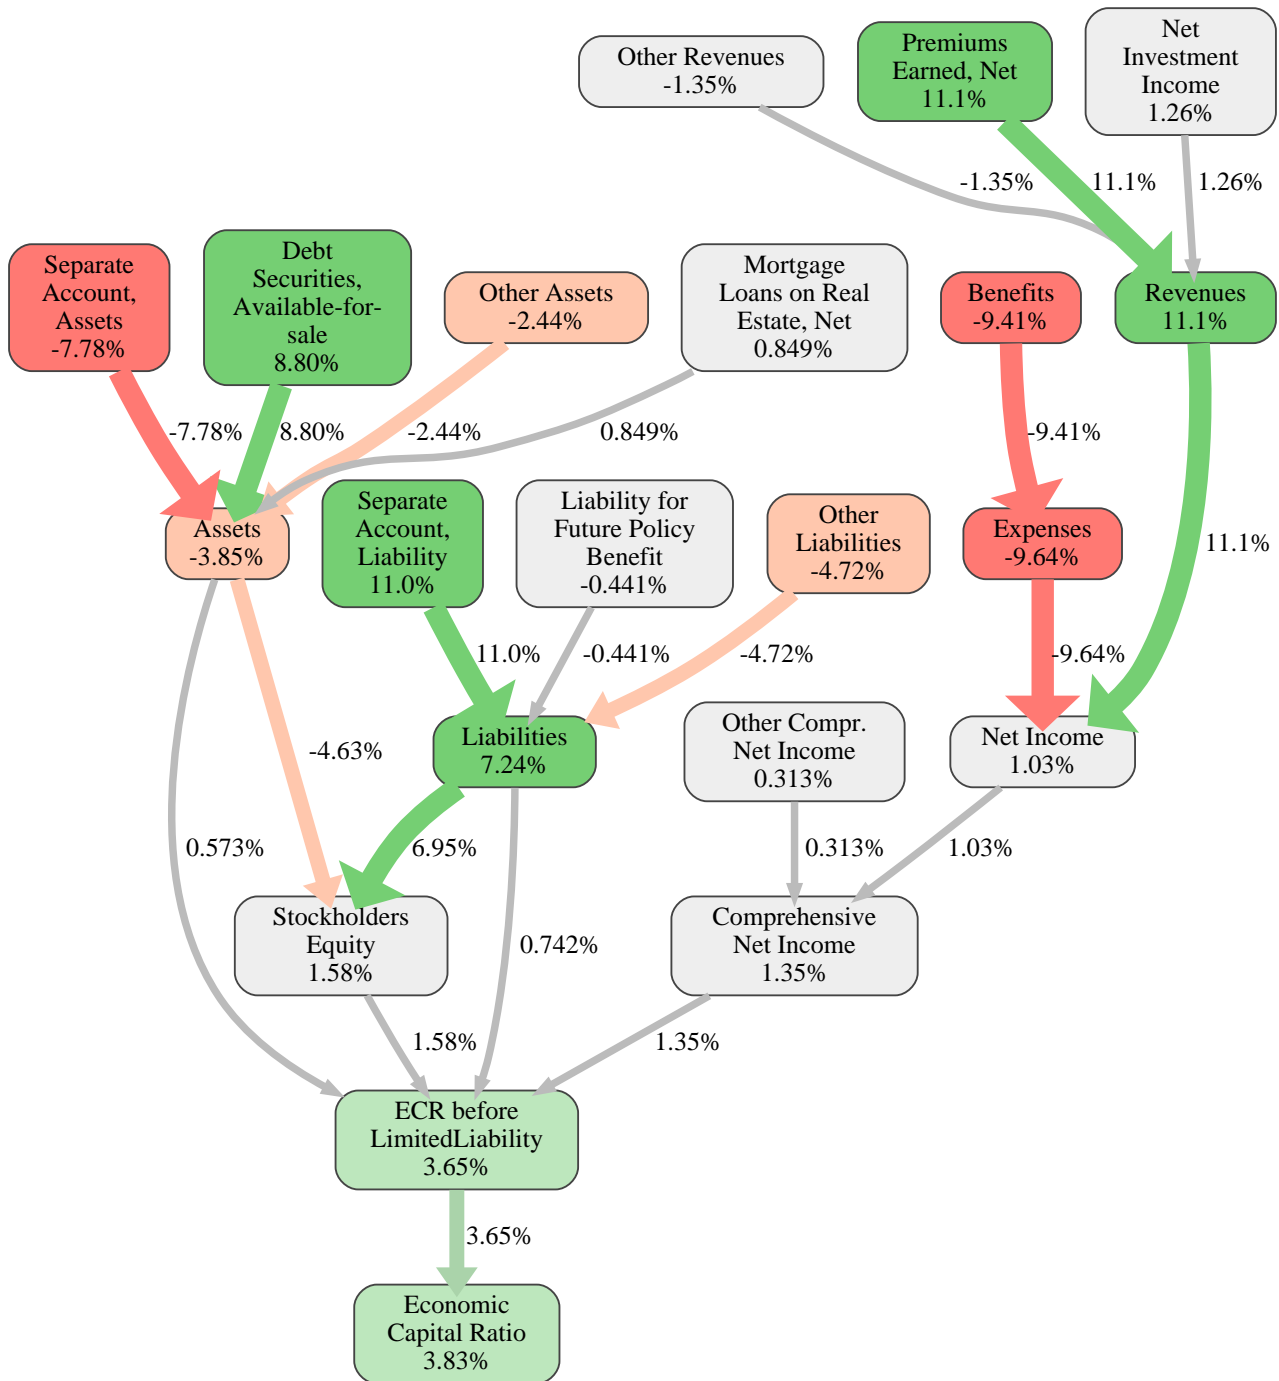 Other Revenues
-1.35%
Premiums
Earned, Net
11.1%
Net
Investment
Income
1.26%
-1.35%
11.1%
1.26%
Separate
Account,
Assets
-7.78%
Debt
Securities,
Available-for-
sale
8.80%
Other Assets
-2.44%
Mortgage
Loans on Real
Estate, Net
0.849%
Benefits
-9.41%
Revenues
11.1%
-7.78%
8.80%
-2.44%
0.849%
-9.41%
11.1%
Assets
-3.85%
Separate
Account,
Liability
11.0%
Liability for
Future Policy
Benefit
-0.441%
Other
Liabilities
-4.72%
Expenses
-9.64%
11.0%
-0.441%
-4.72%
-9.64%
-4.63%
Liabilities
7.24%
Other Compr.
Net Income
0.313%
Net Income
1.03%
0.573%
6.95%
0.313%
1.03%
Stockholders
Equity
1.58%
0.742%
Comprehensive
Net Income
1.35%
1.58%
1.35%
ECR before
LimitedLiability
3.65%
3.65%
Economic
Capital Ratio
3.83%